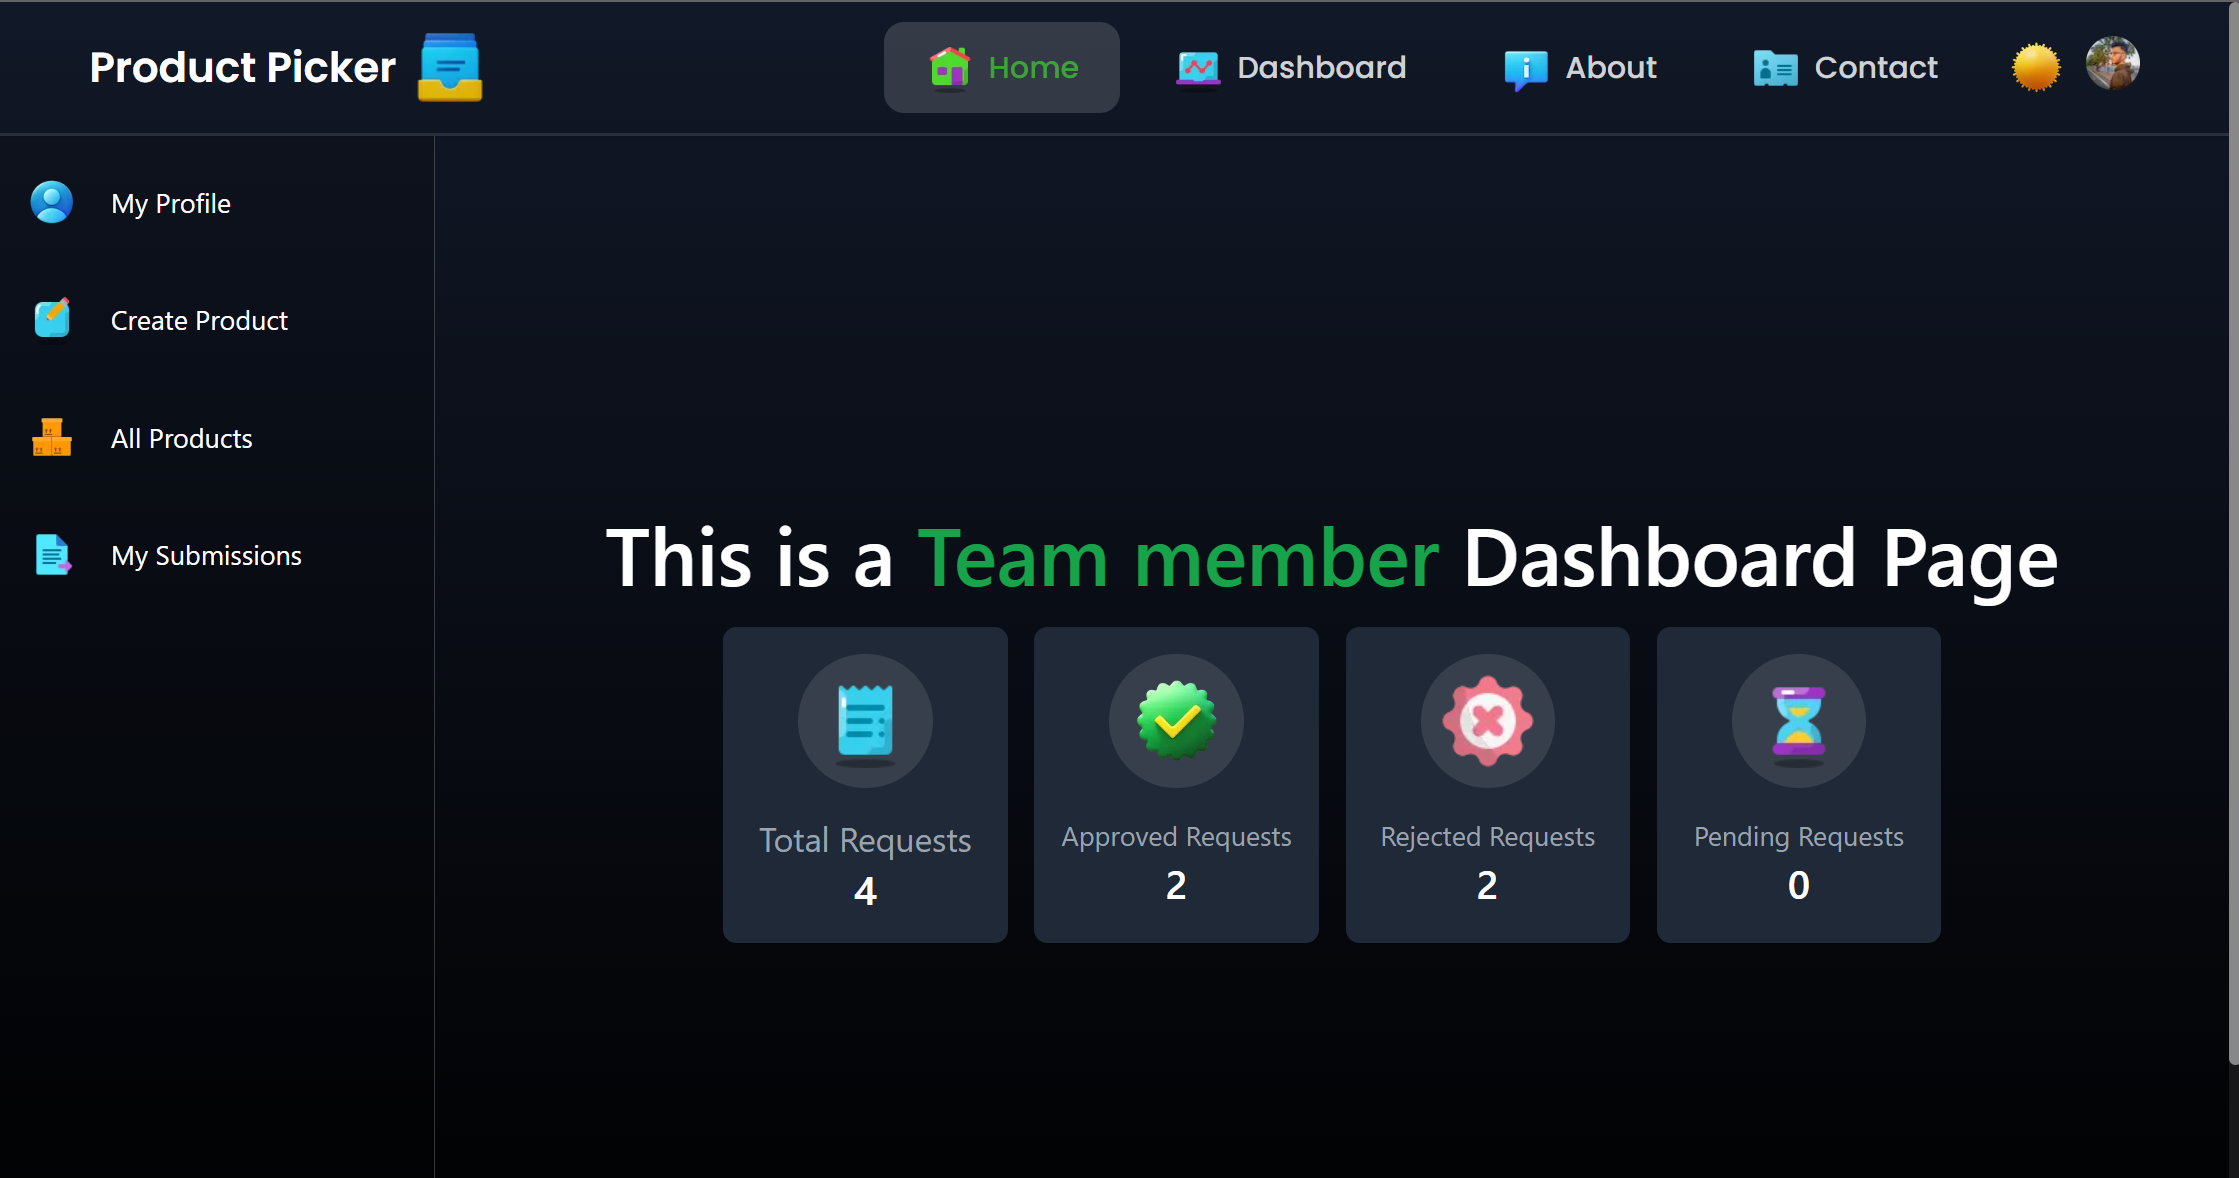 Product Picker
Home
Dashboard
About
Contact
My Profile
Create Product
All Products
My Submissions
This is a Team member Dashboard Page
Total Requests
4
Approved Requests
2
Rejected Requests
2
Pending Requests
0